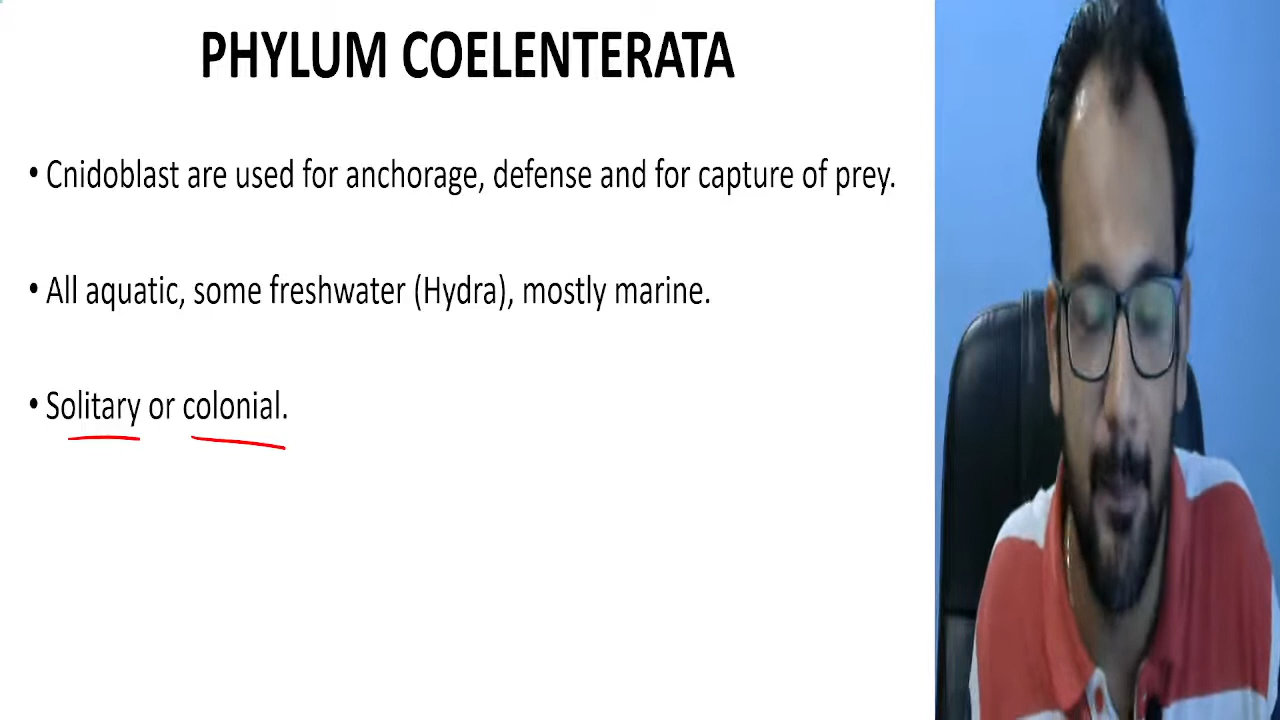 PHYLUM COELENTERATA
• Cnidoblast are used for anchorage, defense and for capture of prey.
• All aquatic, some freshwater (Hydra), mostly marine.
• Solitary or colonial.